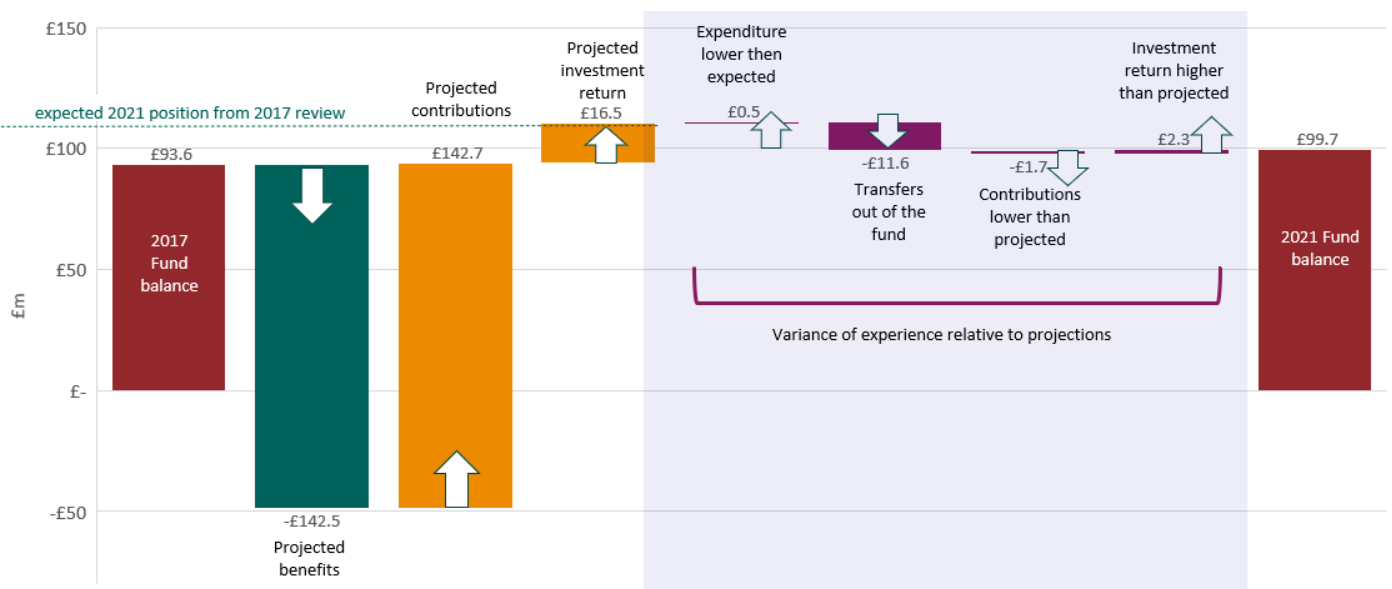 £150
£100
£50
£-
-£50
£m
expected 2021 position from 2017 review
£93.6
2017
Fund
balance
-£142.5
Projected
benefits
Projected
contributions
£142.7
Projected
investment
return
£16.5
Expenditure
lower then
expected
£0.5
-£11.6
Transfers
out of the
fund
-£1.7
Contributions
lower than
projected
Investment
return higher
than projected
£2.3
£99.7
2021 Fund
balance
Variance of experience relative to projections